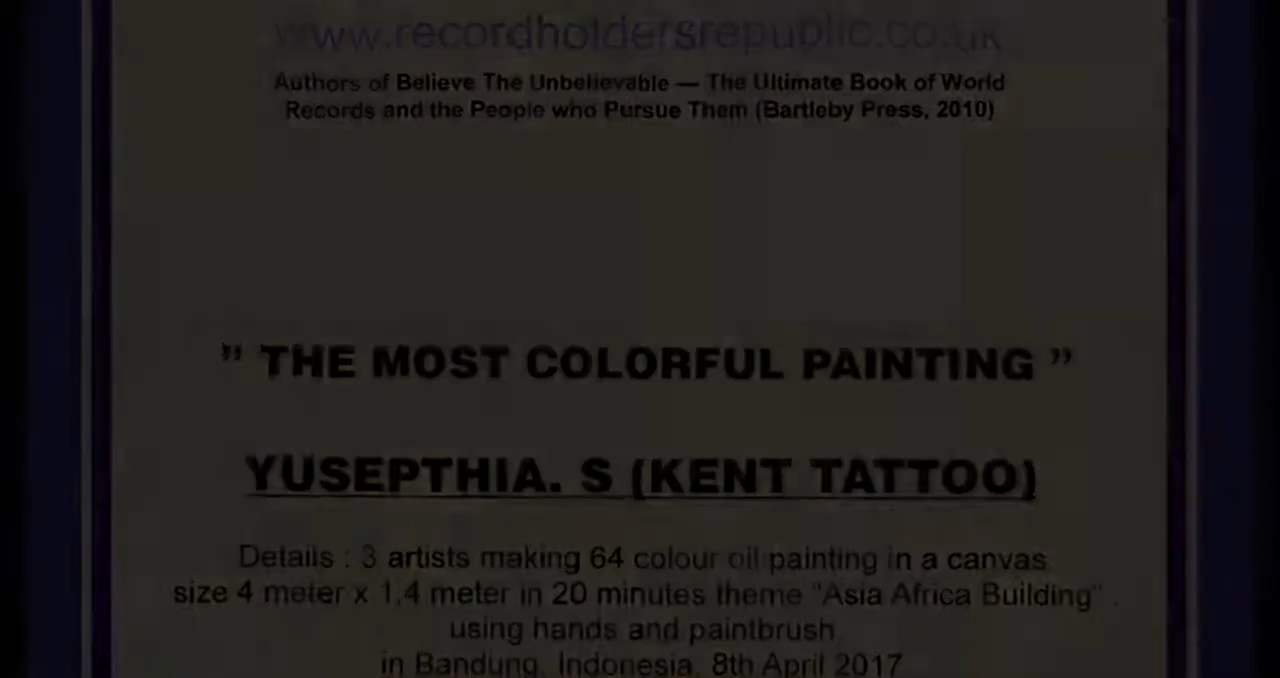 www.recordholdersrepublic.co.uk
Authors of Believe The Unbelievable — The Ultimate Book of World
Records and the People who Pursue Them (Bartleby Press, 2010)
” THE MOST COLORFUL PAINTING ”
YUSEPTHIA. S (KENT TATTOO)
Details : 3 artists making 64 colour oil painting in a canvas
size 4 meter x 1,4 meter in 20 minutes theme "Asia Africa Building" .
using hands and paintbrush
in Bandung, Indonesia, 8th April 2017